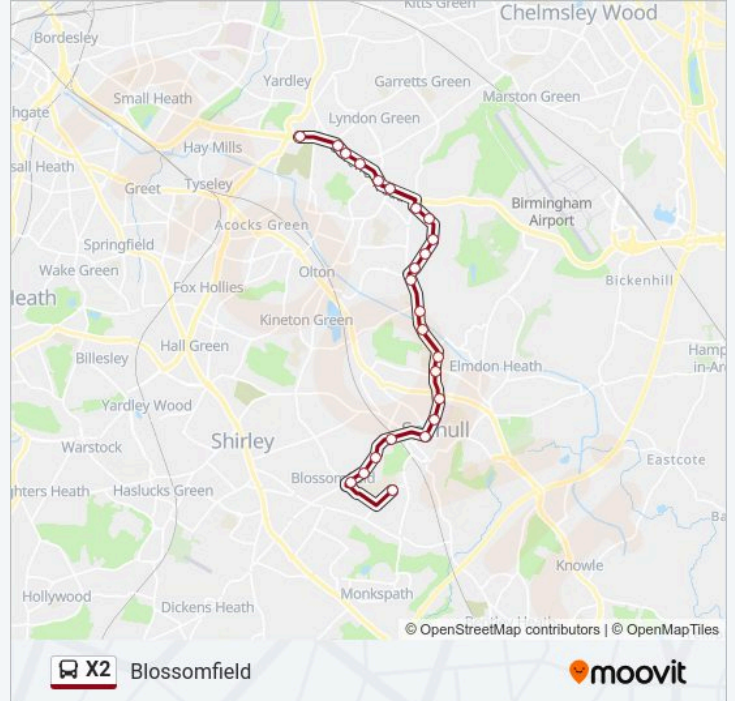 Kitts Green
Chelmsley Wood
Bordesley
Yardley
Garretts Green
Small Heath
Marston Green
hgate
Lyndon Green
Hay Mills
sall Heath
Tyseley
Greet
Birmingham
Airport
Acocks Green
Springfield
Olton
Wake Green
Bickenhill
Fox Hollies
leath
Kineton Green
Hall Green
Hamp
in-Ar
Billesley
Elmdon Heath
Yardley Wood
Shirley
Warstock
Eastcote
ghters Heath
Haslucks Green
Ba
Knowle
Hollywood
Dickens Heath
Monkspath
© OpenStreetMap contributors | © OpenMapTiles
X2 Blossomfield
moovit